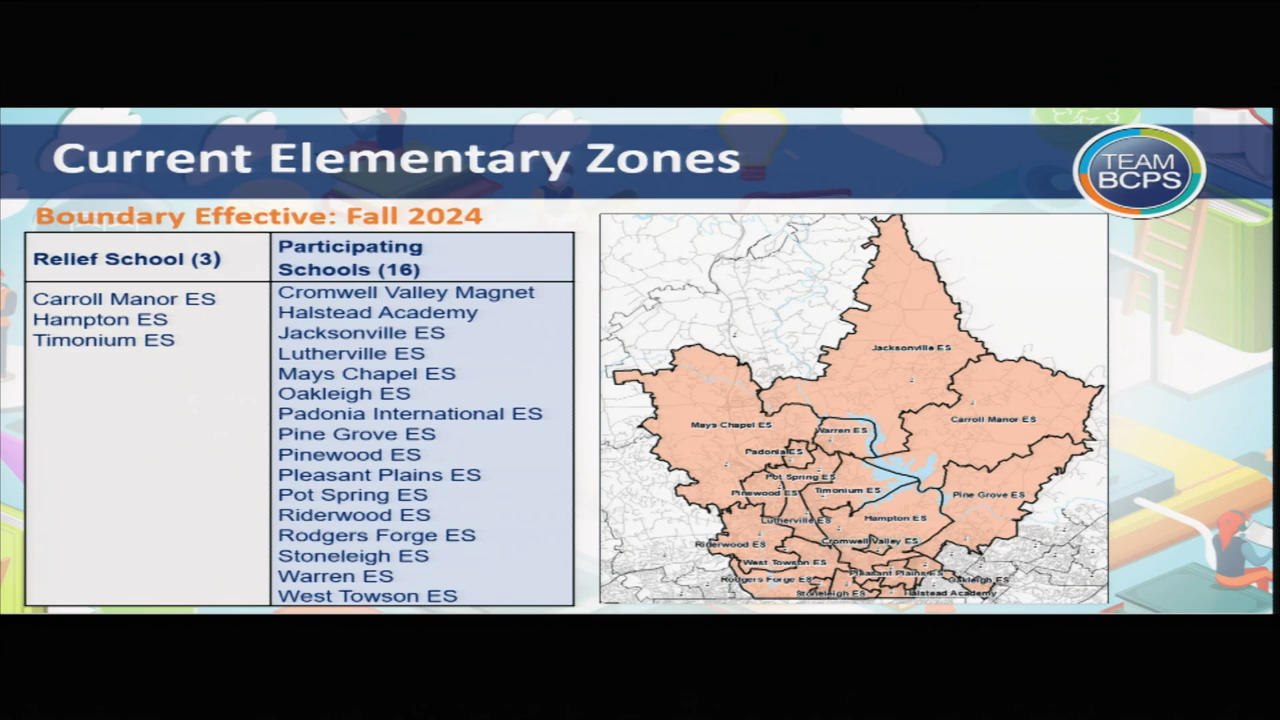 Current Elementary Zones
TEAM
BCPS
Boundary Effective: Fall 2024
Relief School (3)
Participating
Schools (16)
Carroll Manor ES
Hampton ES
Timonium ES
Cromwell Valley Magnet
Halstead Academy
Jacksonville ES
Lutherville ES
Mays Chapel ES
Oakleigh ES
Padonia International ES
Pine Grove ES
Pinewood ES
Pleasant Plains ES
Pot Spring ES
Riderwood ES
Rodgers Forge ES
Stoneleigh ES
Warren ES
West Towson ES
Jacksonville ES
Carroll Manor ES
Mays Chapel ES
Warren ES
Padonia ES
Pot Spring ES
Pinewood ES
Timonium ES
Pine Grove ES
Lutherville ES
Hampton ES
Riderwood ES
Cromwell Valley ES
West Towson ES
Pleasant Plains ES
Rodgers Forge ES
Oakleigh ES
Stoneleigh ES
Halstead Academy